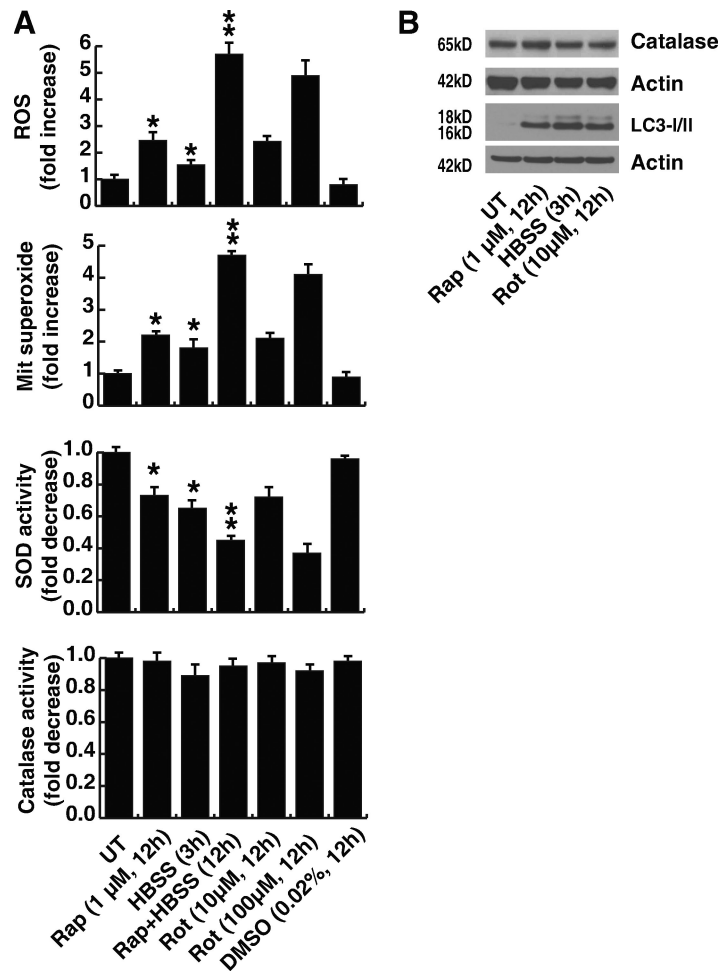 A
ROS
(fold increase)
6
5
4
3
2
1
0
**
*
*
Mit superoxide
(fold increase)
5
4
3
2
1
0
*
*
**
SOD activity
(fold decrease)
1.0
0.8
0.6
0.4
0.2
0.0
*
*
**
Catalase activity
(fold decrease)
1.0
0.8
0.6
0.4
0.2
0.0
UT
Rap (1 µM, 12h)
HBSS (3h)
Rap+HBSS (12h)
Rot (10µM, 12h)
Rot (100µM, 12h)
DMSO (0.02%, 12h)
B
65kD Catalase
42kD Actin
18kD
16kD LC3-I/II
42kD Actin
UT
Rap (1 µM, 12h)
HBSS (3h)
Rot (10µM, 12h)